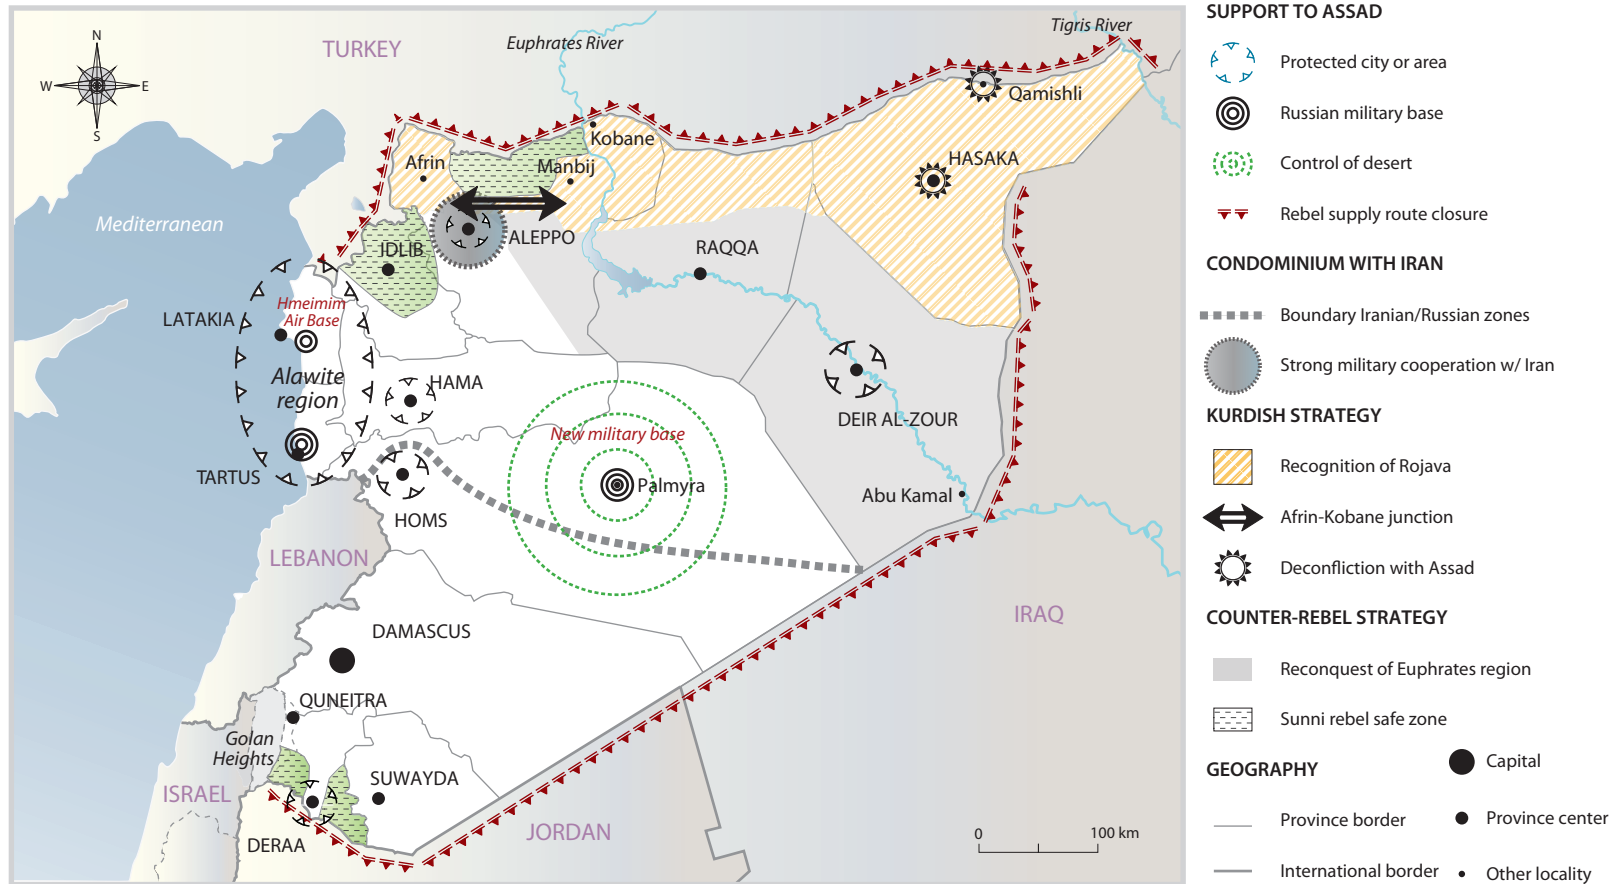 N
W
E
S
TURKEY
Euphrates River
Tigris River
Qamishli
Kobane
Afrin
Manbij
HASAKA
Mediterranean
ALEPPO
IDLIB
RAQQA
LATAKIA
Hmeimim
Air Base
Alawite
region
HAMA
DEIR AL-ZOUR
New military base
TARTUS
Palmyra
Abu Kamal
HOMS
LEBANON
IRAQ
DAMASCUS
QUNEITRA
Golan
Heights
SUWAYDA
ISRAEL
JORDAN
DERAA
0
100 km
SUPPORT TO ASSAD
Protected city or area
Russian military base
Control of desert
Rebel supply route closure
CONDOMINIUM WITH IRAN
Boundary Iranian/Russian zones
Strong military cooperation w/ Iran
KURDISH STRATEGY
Recognition of Rojava
Afrin-Kobane junction
Deconfliction with Assad
COUNTER-REBEL STRATEGY
Reconquest of Euphrates region
Sunni rebel safe zone
GEOGRAPHY
Capital
Province border
Province center
International border
Other locality